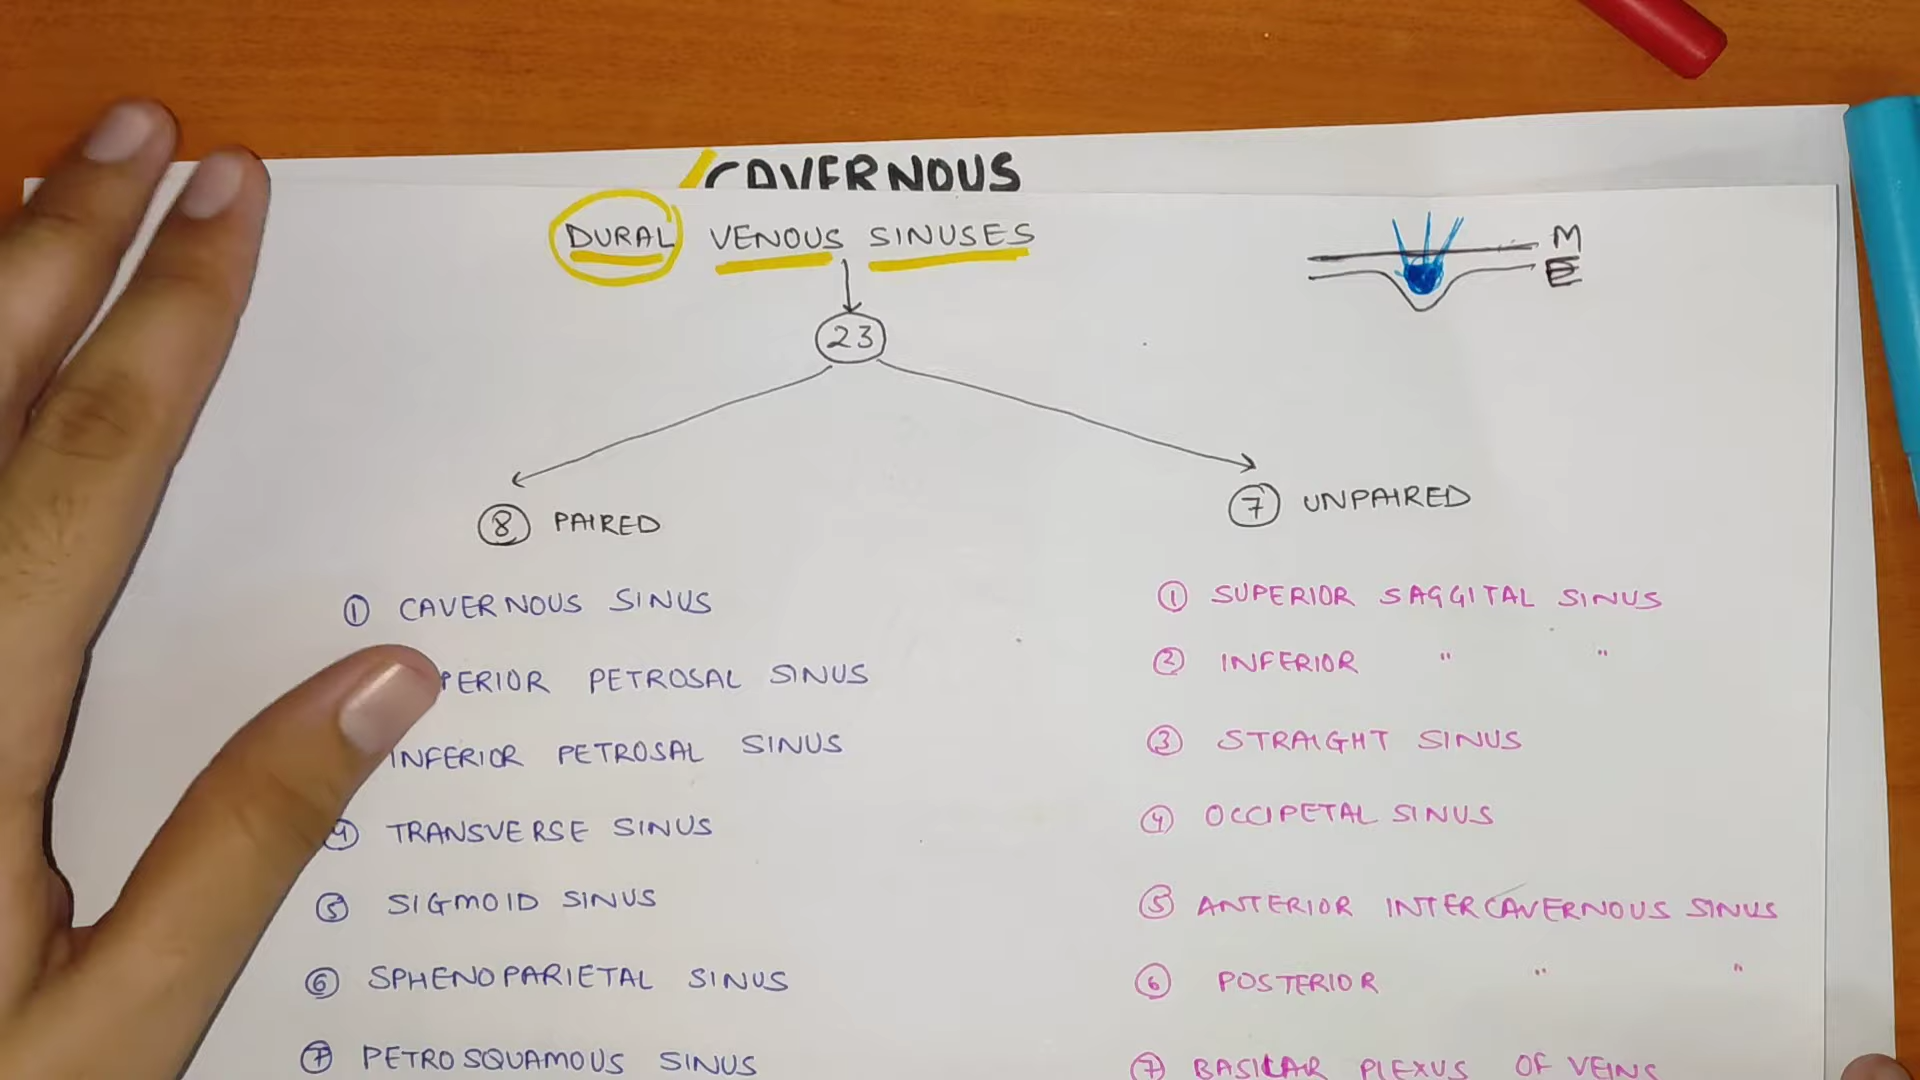 CAVERNOUS
DURAL VENOUS SINUSES
M
E
23
8 PAIRED
7 UNPAIRED
1 CAVERNOUS SINUS
PERIOR PETROSAL SINUS
INFERIOR PETROSAL SINUS
4 TRANSVERSE SINUS
5 SIGMOID SINUS
6 SPHENOPARIETAL SINUS
7 PETROSQUAMOUS SINUS
1 SUPERIOR SAGGITAL SINUS
2 INFERIOR " "
3 STRAIGHT SINUS
4 OCCIPETAL SINUS
5 ANTERIOR INTERCAVERNOUS SINUS
6 POSTERIOR " "
7 BASILAR PLEXUS OF VEINS